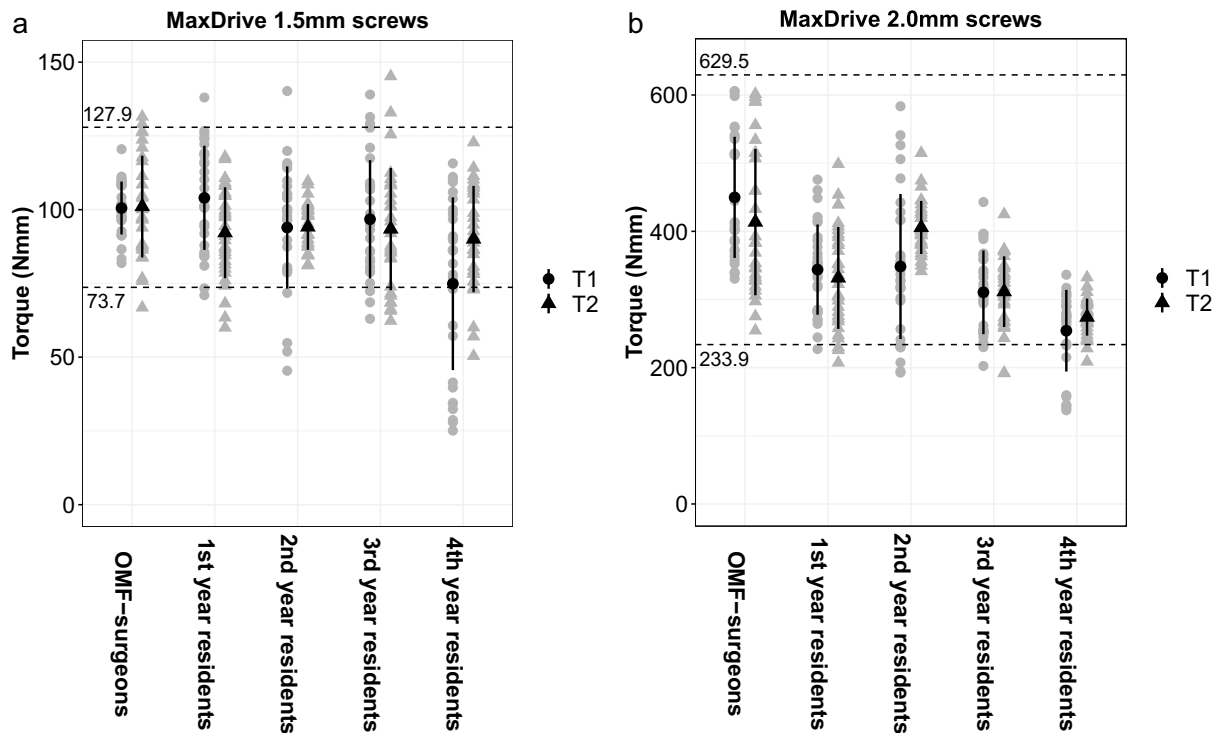 a
MaxDrive 1.5mm screws
Torque (Nmm)
150
100
50
0
127.9
73.7
OMF−surgeons
1st year residents
2nd year residents
3rd year residents
4th year residents
T1
T2
b
MaxDrive 2.0mm screws
Torque (Nmm)
600
400
200
0
629.5
233.9
OMF−surgeons
1st year residents
2nd year residents
3rd year residents
4th year residents
T1
T2